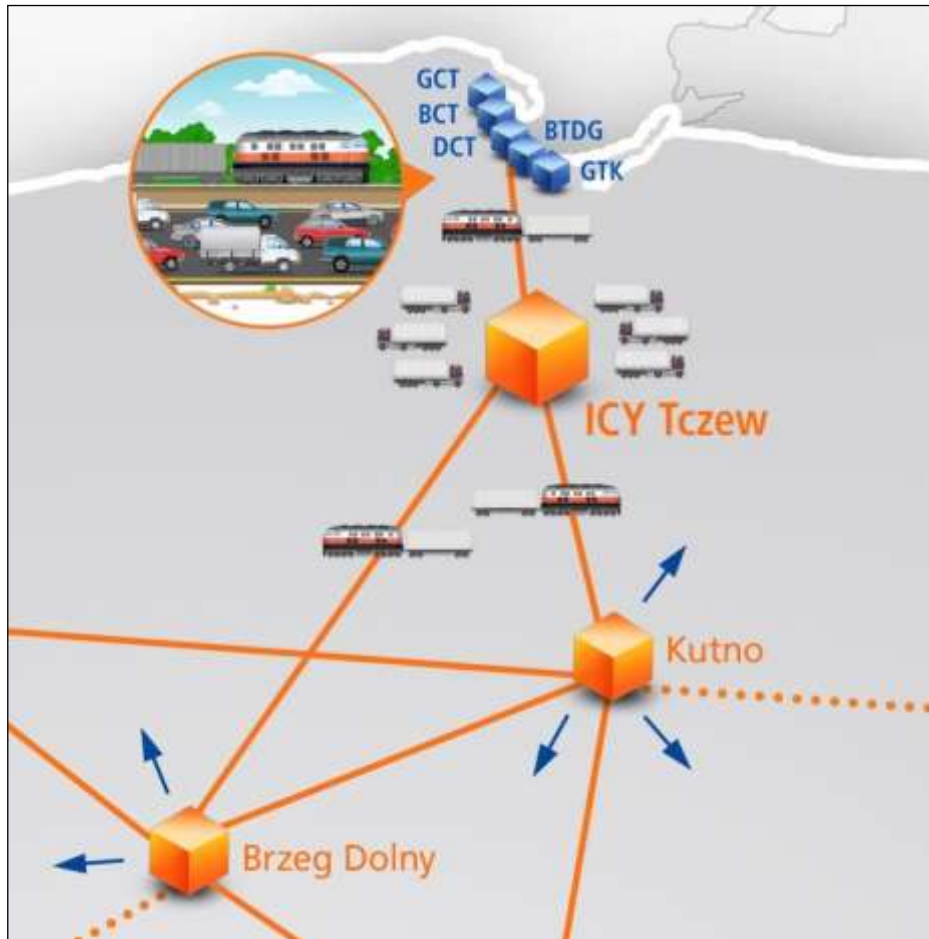 GCT
BCT
DCT
BTDG
GTK
ICY Tczew
Kutno
Brzeg Dolny